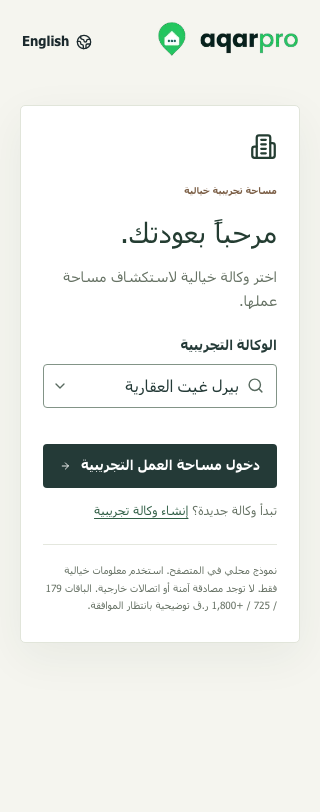 aqarpro
English
مساحة تجريبية خيالية
مرحباً بعودتك.
اختر وكالة خيالية لاستكشاف مساحة
عملها.
الوكالة التجريبية
بيرل غيت العقارية
دخول مساحة العمل التجريبية
تبدأ وكالة جديدة؟ إنشاء وكالة تجريبية
نموذج محلي في المتصفح. استخدم معلومات خيالية
فقط. لا توجد مصادقة آمنة أو اتصالات خارجية. الباقات 179
/ 725 / +1,800 ر.ق توضيحية بانتظار الموافقة.